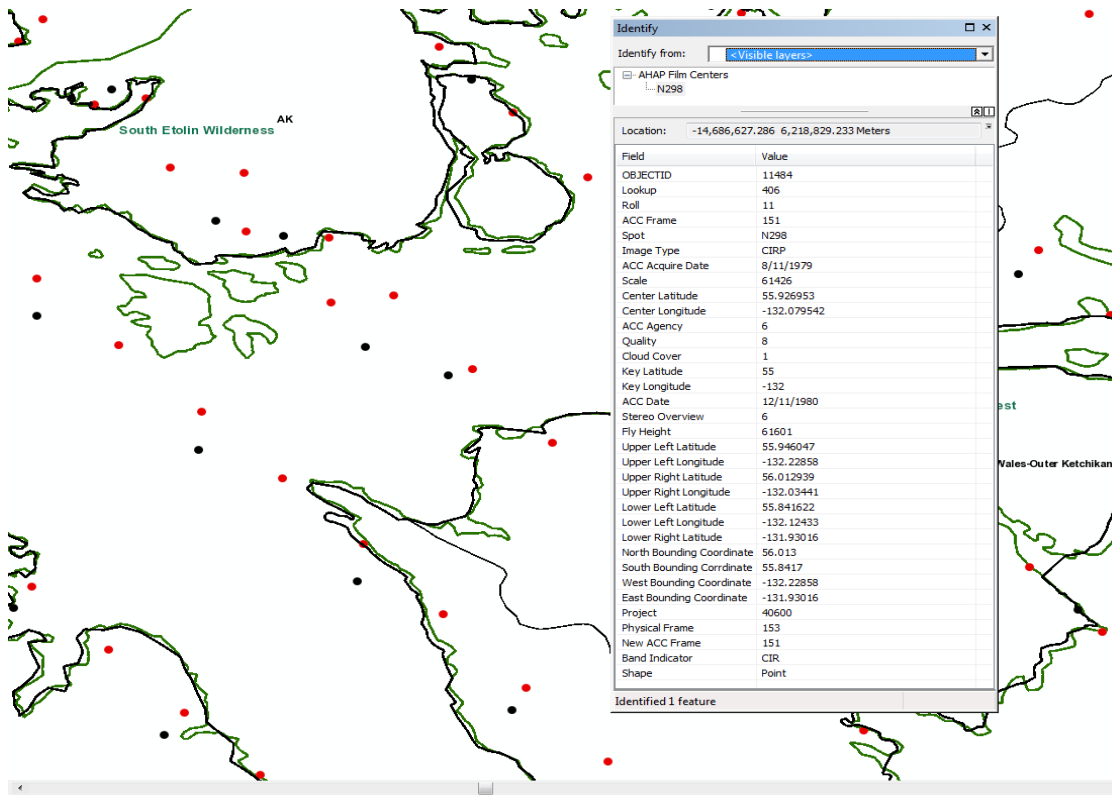 AK
South Etolin Wilderness
Identify
Identify from: <Visible layers>
AHAP Film Centers
N298
Location: -14,686,627.286 6,218,829.233 Meters
Field Value
OBJECTID 11484
Lookup 406
Roll 11
ACC Frame 151
Spot N298
Image Type CIRP
ACC Acquire Date 8/11/1979
Scale 61426
Center Latitude 55.926953
Center Longitude -132.079542
ACC Agency 6
Quality 8
Cloud Cover 1
Key Latitude 55
Key Longitude -132
ACC Date 12/11/1980
Stereo Overview 6
Fly Height 61601
Upper Left Latitude 55.946047
Upper Left Longitude -132.22858
Upper Right Latitude 56.012939
Upper Right Longitude -132.03441
Lower Left Latitude 55.841622
Lower Left Longitude -132.12433
Lower Right Latitude -131.93016
North Bounding Coordinate 56.013
South Bounding Corrdinate 55.8417
West Bounding Coordinate -132.22858
East Bounding Coordinate -131.93016
Project 40600
Physical Frame 153
New ACC Frame 151
Band Indicator CIR
Shape Point
Identified 1 feature
est
Wales-Outer Ketchikan